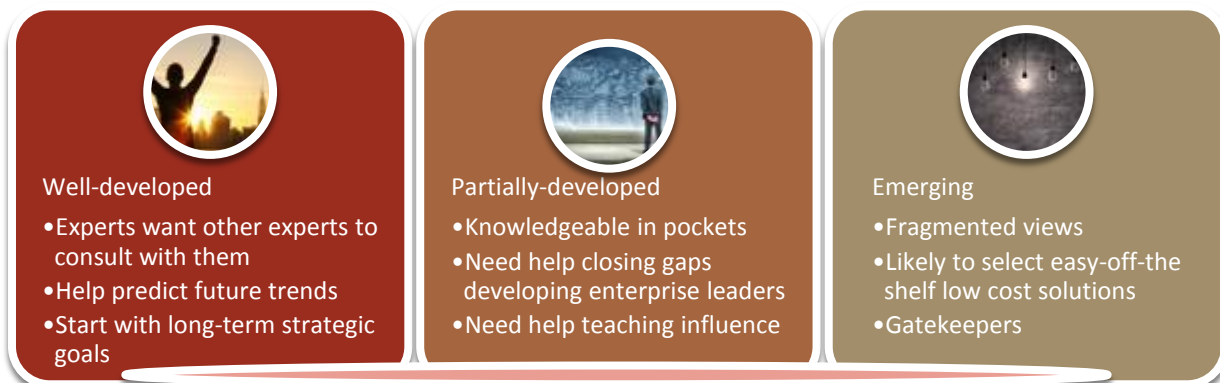 Well-developed
•Experts want other experts to
consult with them
•Help predict future trends
•Start with long-term strategic
goals
Partially-developed
•Knowledgeable in pockets
•Need help closing gaps
developing enterprise leaders
•Need help teaching influence
Emerging
•Fragmented views
•Likely to select easy-off-the
shelf low cost solutions
•Gatekeepers